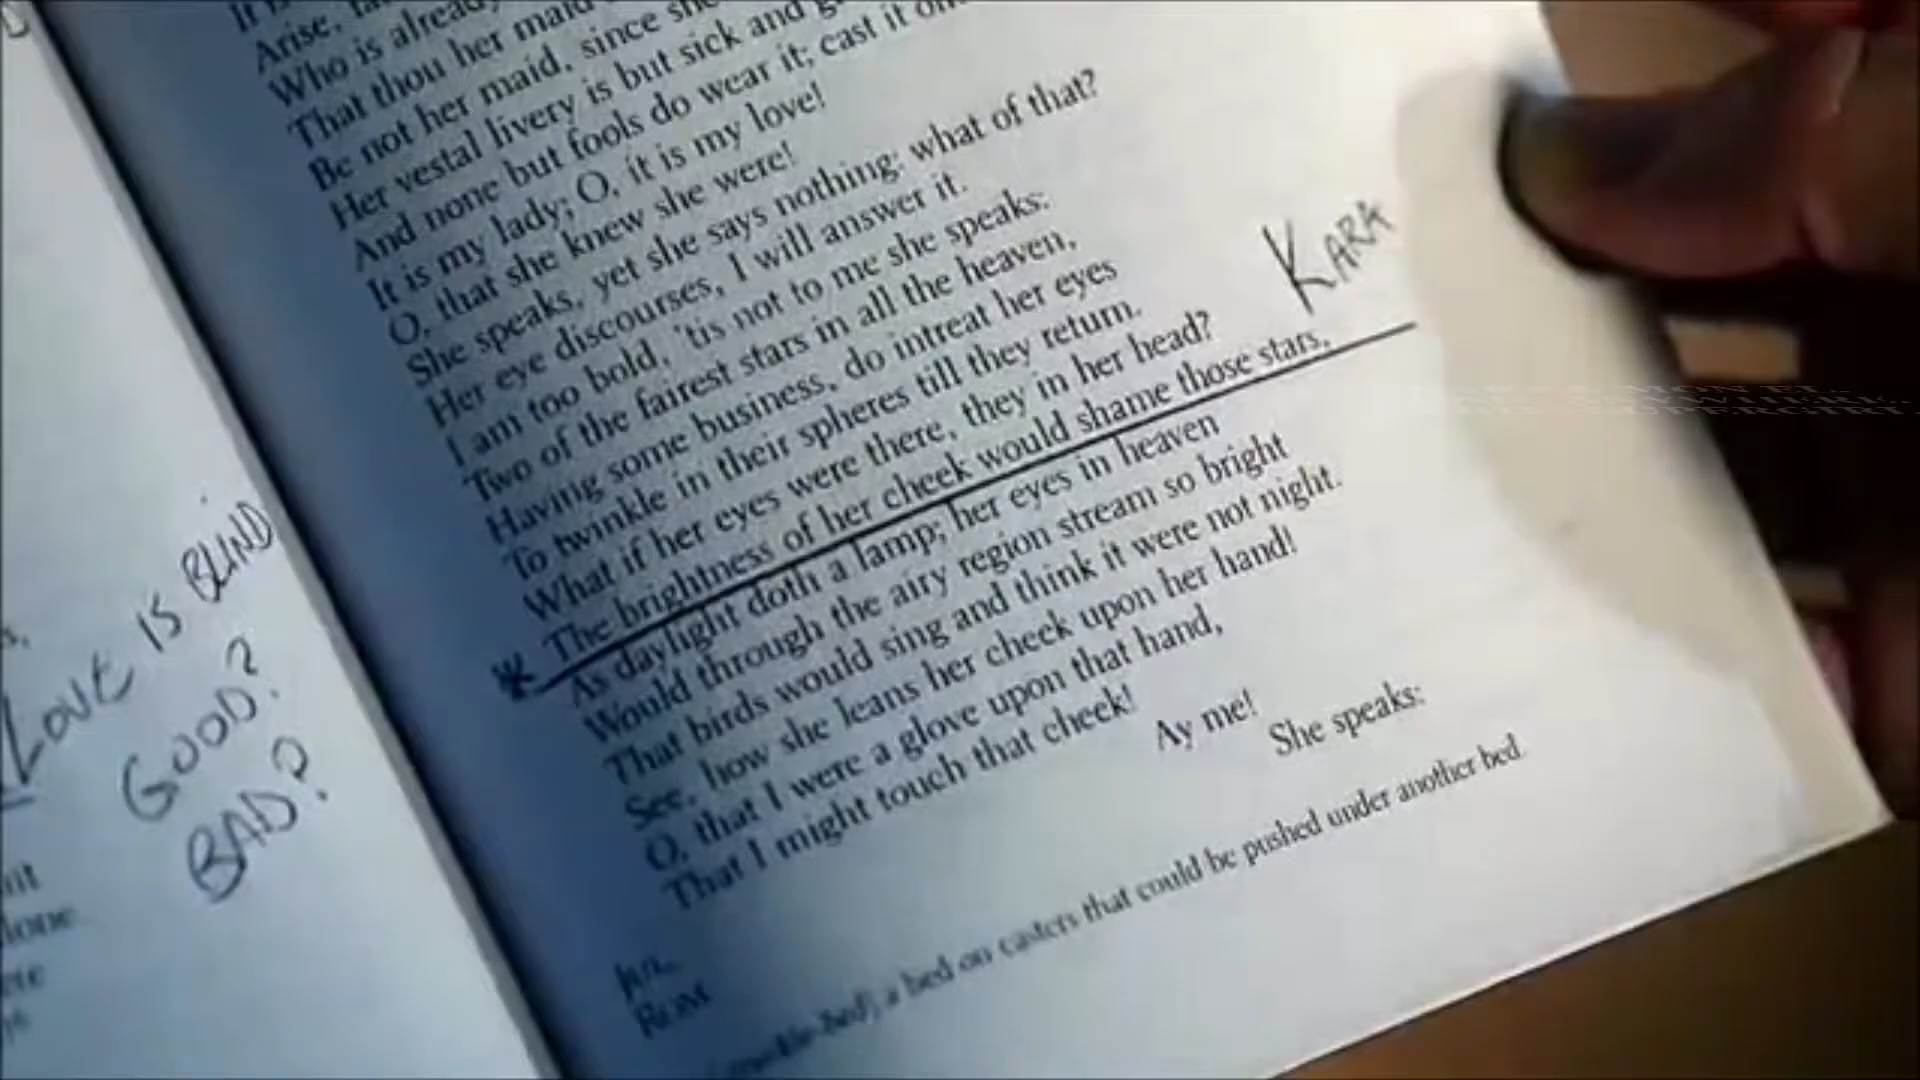 Arise,
Who is already
That thou her maid
Be not her maid, since she
Her vestal livery is but sick and
And none but fools do wear it; cast it
It is my lady; O, it is my love!
O, that she knew she were!
She speaks, yet she says nothing: what of that?
Her eye discourses, I will answer it.
I am too bold, 'tis not to me she speaks:
Two of the fairest stars in all the heaven,
Having some business, do intreat her eyes
To twinkle in their spheres till they return.
What if her eyes were there, they in her head?
The brightness of her cheek would shame those stars,
As daylight doth a lamp; her eyes in heaven
Would through the airy region stream so bright
That birds would sing and think it were not night.
See, how she leans her cheek upon her hand!
O, that I were a glove upon that hand,
That I might touch that cheek!
Ay me!
She speaks:
a bed on casters that could be pushed under another bed.
KARA
LOVE IS BLIND
GOOD?
BAD?